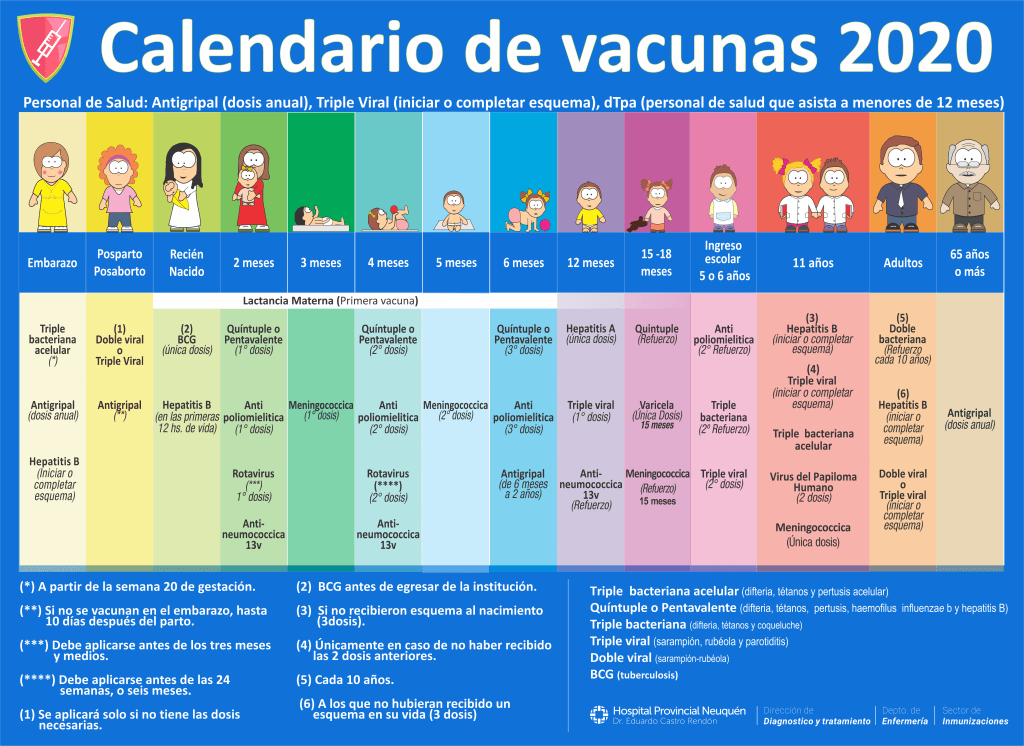 Calendario de vacunas 2020
Personal de Salud: Antigripal (dosis anual), Triple Viral (iniciar o completar esquema), dTpa (personal de salud que asista a menores de 12 meses)
Embarazo
Posparto
Posaborto
Recién
Nacido
2 meses
3 meses
4 meses
5 meses
6 meses
12 meses
15 -18
meses
Ingreso
escolar
5 o 6 años
11 años
Adultos
65 años
o más
Lactancia Materna (Primera vacuna)
Triple
bacteriana
acelular
(*)
Antigripal
(dosis anual)
Hepatitis B
(Iniciar o
completar
esquema)
(1)
Doble viral
o
Triple Viral
Antigripal
(**)
(2)
BCG
(única dosis)
Hepatitis B
(en las primeras
12 hs. de vida)
Quíntuple o
Pentavalente
(1° dosis)
Anti
poliomielitica
(1° dosis)
Rotavirus
(***)
1° dosis)
Anti-
neumococcica
13v
Meningococcica
(1° dosis)
Quíntuple o
Pentavalente
(2° dosis)
Anti
poliomielitica
(2° dosis)
Rotavirus
(****)
(2° dosis)
Anti-
neumococcica
13v
Meningococcica
(2° dosis)
Quíntuple o
Pentavalente
(3° dosis)
Anti
poliomielitica
(3° dosis)
Antigripal
(de 6 meses
a 2 años)
Hepatitis A
(única dosis)
Triple viral
(1° dosis)
Anti-
neumococcica
13v
(Refuerzo)
Quintuple
(Refuerzo)
Varicela
(Única Dosis)
15 meses
Meningococcica
(Refuerzo)
15 meses
Anti
poliomielitica
(2° Refuerzo)
Triple
bacteriana
(2º Refuerzo)
Triple viral
(2° dosis)
(3)
Hepatitis B
(iniciar o completar
esquema)
(4)
Triple viral
(iniciar o completar
esquema)
Triple bacteriana
acelular
Virus del Papiloma
Humano
(2 dosis)
Meningococcica
(Única dosis)
(5)
Doble
bacteriana
(Refuerzo
cada 10 años)
(6)
Hepatitis B
(iniciar o
completar
esquema)
Doble viral
o
Triple viral
(iniciar o
completar
esquema)
Antigripal
(dosis anual)
(*) A partir de la semana 20 de gestación.
(**) Si no se vacunan en el embarazo, hasta
10 días después del parto.
(***) Debe aplicarse antes de los tres meses
y medios.
(****) Debe aplicarse antes de las 24
semanas, o seis meses.
(1) Se aplicará solo si no tiene las dosis
necesarias.
(2) BCG antes de egresar de la institución.
(3) Si no recibieron esquema al nacimiento
(3dosis).
(4) Únicamente en caso de no haber recibido
las 2 dosis anteriores.
(5) Cada 10 años.
(6) A los que no hubieran recibido un
esquema en su vida (3 dosis)
Triple bacteriana acelular (difteria, tétanos y pertusis acelular)
Quíntuple o Pentavalente (difteria, tétanos, pertusis, haemofilus influenzae b y hepatitis B)
Triple bacteriana (difteria, tétanos y coqueluche)
Triple viral (sarampión, rubéola y parotiditis)
Doble viral (sarampión-rubéola)
BCG (tuberculosis)
Hospital Provincial Neuquén
Dr. Eduardo Castro Rendón
Dirección de
Diagnostico y tratamiento
Depto. de
Enfermería
Sector de
Inmunizaciones